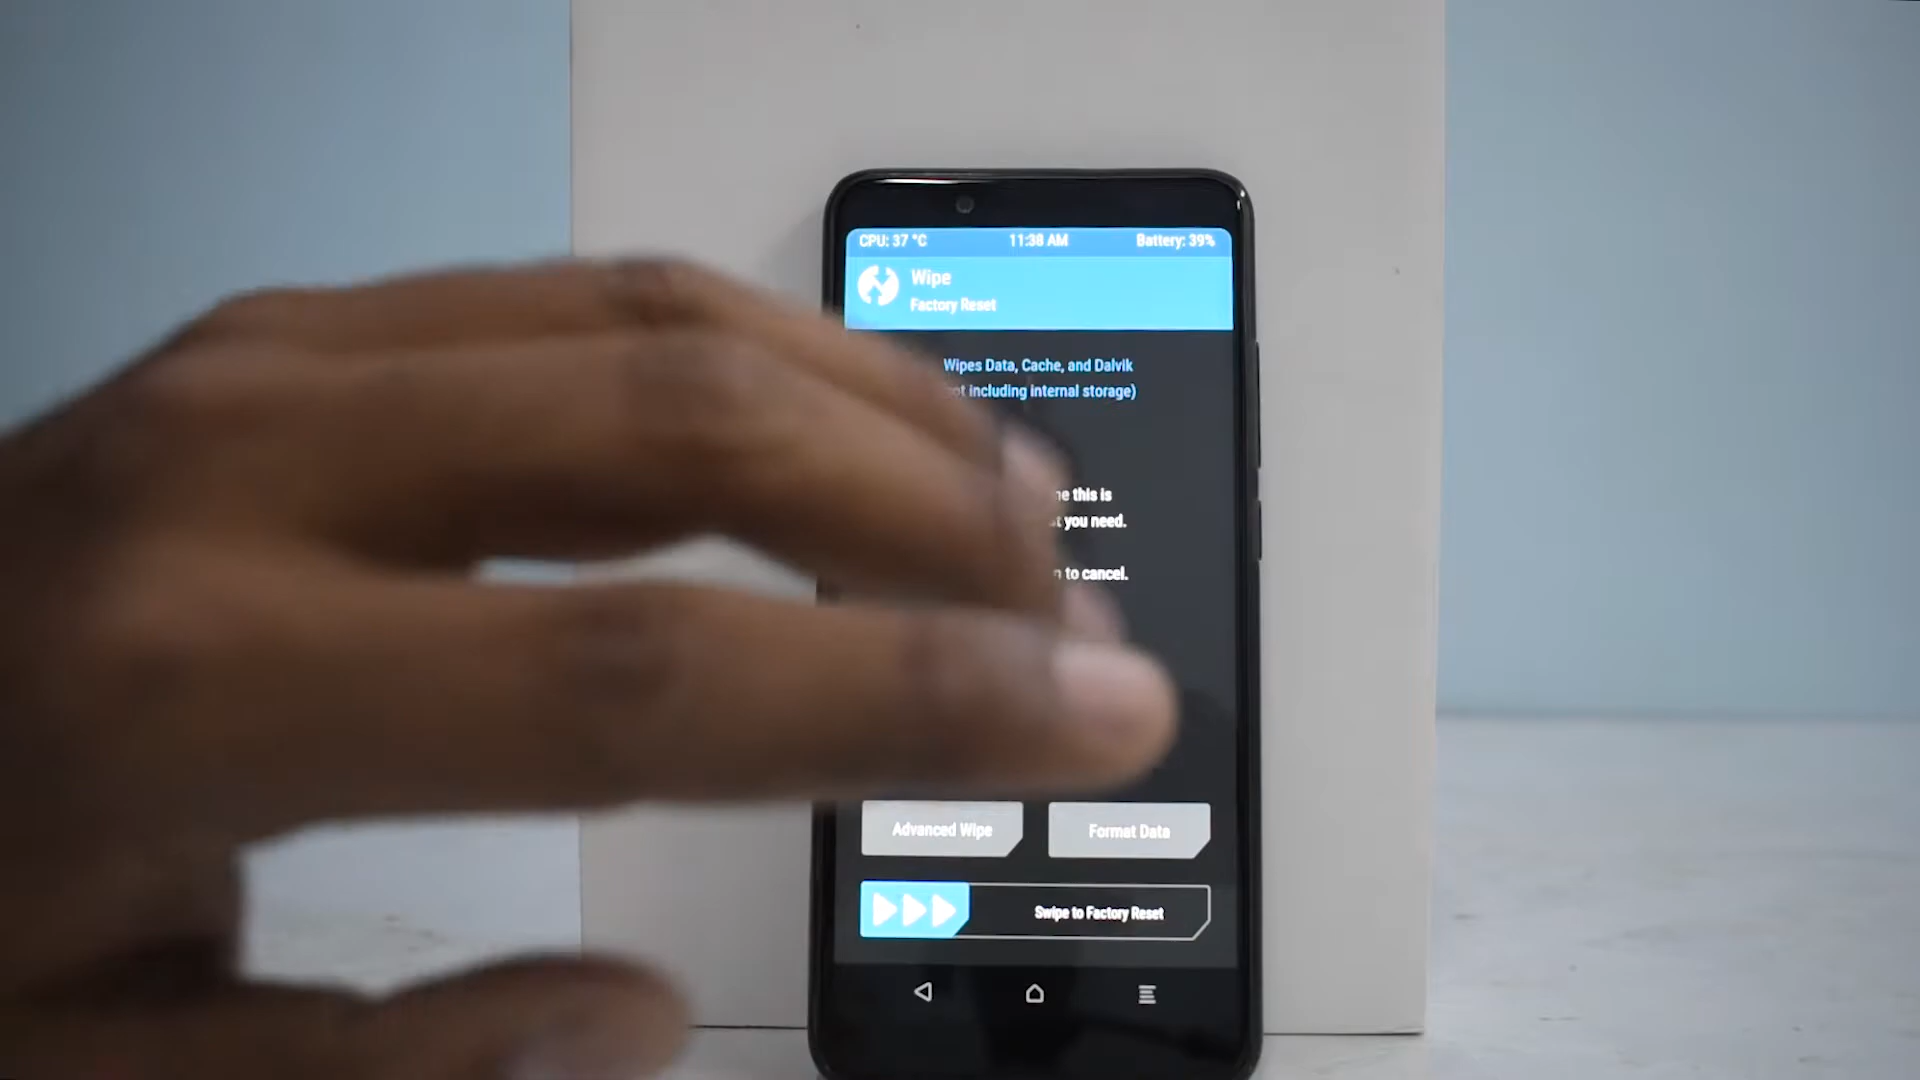 CPU: 37 °C 11:38 AM Battery: 39%
Wipe
Factory Reset
Wipes Data, Cache, and Dalvik
including internal storage)
this is
you need.
to cancel.
Advanced Wipe Format Data
Swipe to Factory Reset